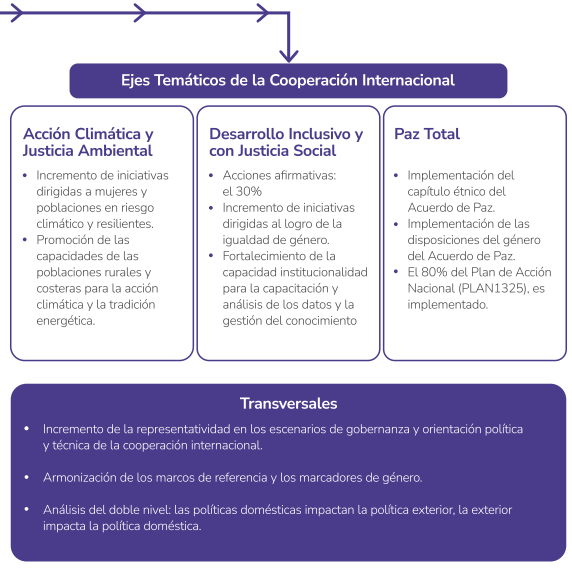 Ejes Temáticos de la Cooperación Internacional
Acción Climática y
Justicia Ambiental
• Incremento de iniciativas
dirigidas a mujeres y
poblaciones en riesgo
climático y resilientes.
• Promoción de las
capacidades de las
poblaciones rurales y
costeras para la acción
climática y la tradición
energética.
Desarrollo Inclusivo y
con Justicia Social
• Acciones afirmativas:
el 30%
• Incremento de iniciativas
dirigidas al logro de la
igualdad de género.
• Fortalecimiento de la
capacidad institucionalidad
para la capacitación y
análisis de los datos y la
gestión del conocimiento
Paz Total
• Implementación del
capítulo étnico del
Acuerdo de Paz.
• Implementación de las
disposiciones del género
del Acuerdo de Paz.
• El 80% del Plan de Acción
Nacional (PLAN1325), es
implementado.
Transversales
• Incremento de la representatividad en los escenarios de gobernanza y orientación política
y técnica de la cooperación internacional.
• Armonización de los marcos de referencia y los marcadores de género.
• Análisis del doble nivel: las políticas domésticas impactan la política exterior, la exterior
impacta la política doméstica.